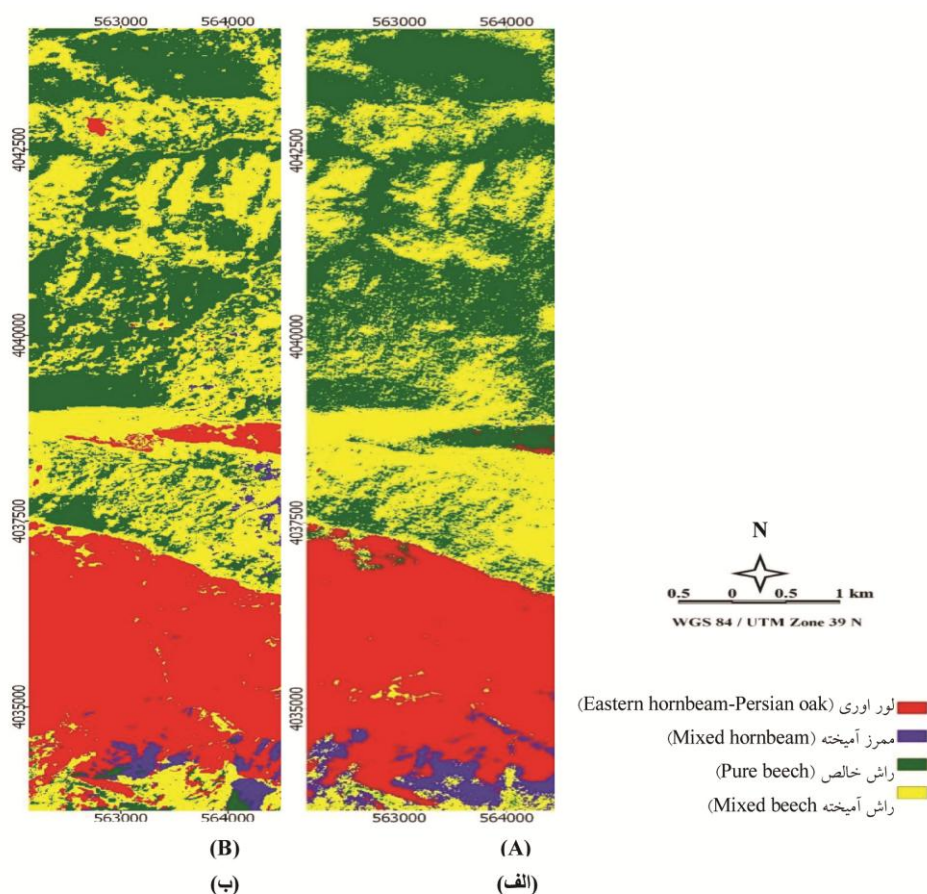 563000 564000 563000 564000
4042500 4042500
4040000 4040000
4037500 4037500
4035000 4035000
563000 564000 563000 564000
N
0.5 0 0.5 1 km
WGS 84 / UTM Zone 39 N
لور اوری (Eastern hornbeam-Persian oak)
ممرز آمیخته (Mixed hornbeam)
راش خالص (Pure beech)
راش آمیخته (Mixed beech
(B) (A)
(ب) (الف)